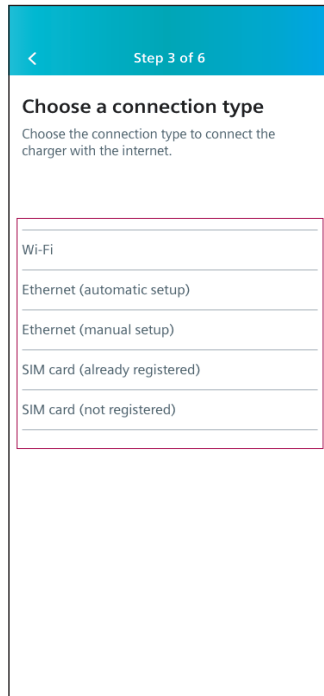 Step 3 of 6
Choose a connection type
Choose the connection type to connect the
charger with the internet.
Wi-Fi
Ethernet (automatic setup)
Ethernet (manual setup)
SIM card (already registered)
SIM card (not registered)